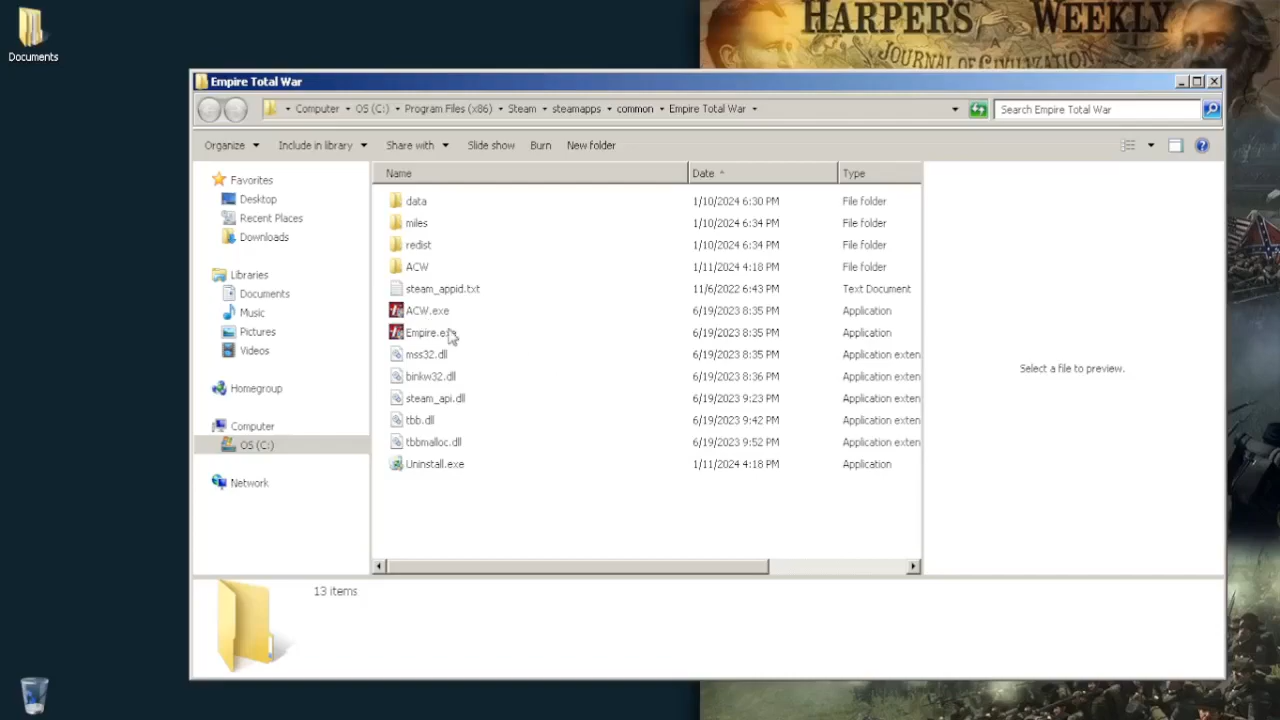 HARPER'S WEEKLY
JOURNAL OF CIVILIZATION
Documents
Empire Total War
Computer OS (C:) Program Files (x86) Steam steamapps common Empire Total War
Search Empire Total War
Organize Include in library Share with Slide show Burn New folder
Favorites
Desktop
Recent Places
Downloads
Libraries
Documents
Music
Pictures
Videos
Homegroup
Computer
OS (C:)
Network
Name Date Type
data 1/10/2024 6:30 PM File folder
miles 1/10/2024 6:34 PM File folder
redist 1/10/2024 6:34 PM File folder
ACW 1/11/2024 4:18 PM File folder
steam_appid.txt 11/6/2022 6:43 PM Text Document
ACW.exe 6/19/2023 8:35 PM Application
Empire.exe 6/19/2023 8:35 PM Application
mss32.dll 6/19/2023 8:35 PM Application exten
binkw32.dll 6/19/2023 8:36 PM Application exten
steam_api.dll 6/19/2023 9:23 PM Application exten
tbb.dll 6/19/2023 9:42 PM Application exten
tbbmalloc.dll 6/19/2023 9:52 PM Application exten
Uninstall.exe 1/11/2024 4:18 PM Application
Select a file to preview.
13 items